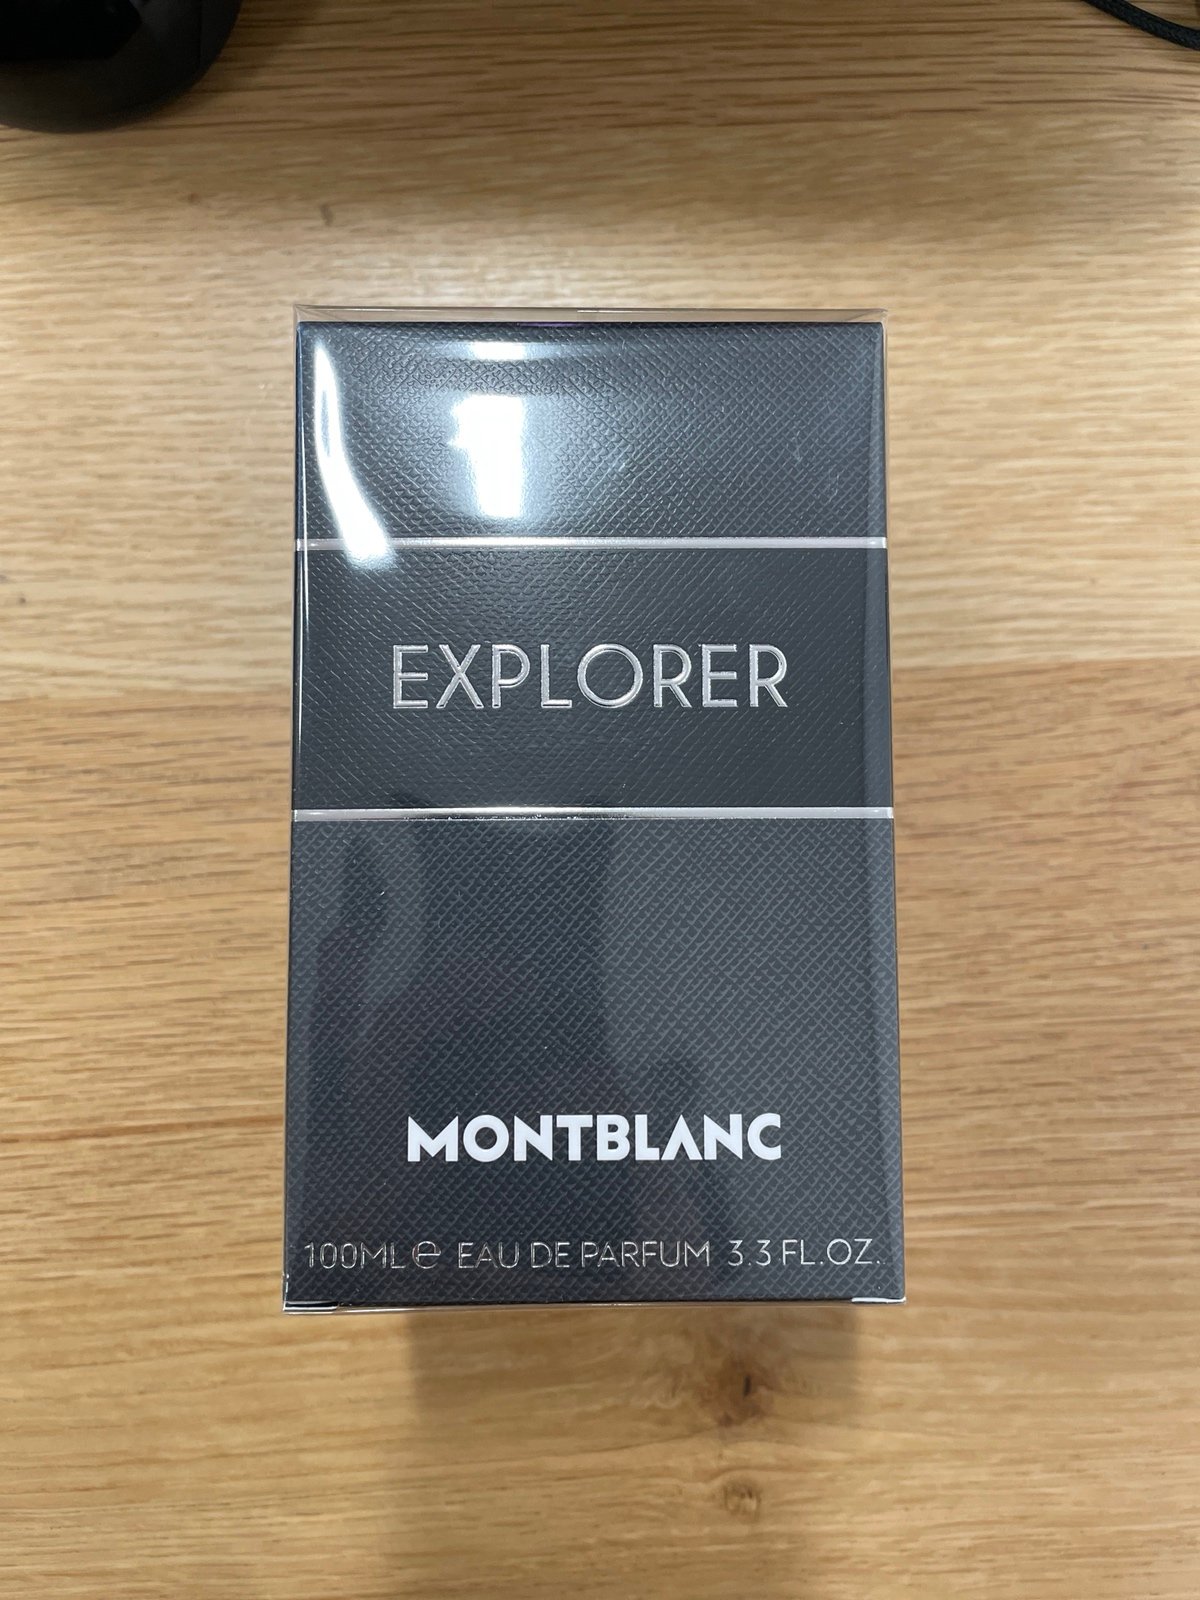 EXPLORER
MONTBLANC
100ML℮ EAU DE PARFUM 3.3 FL.OZ.